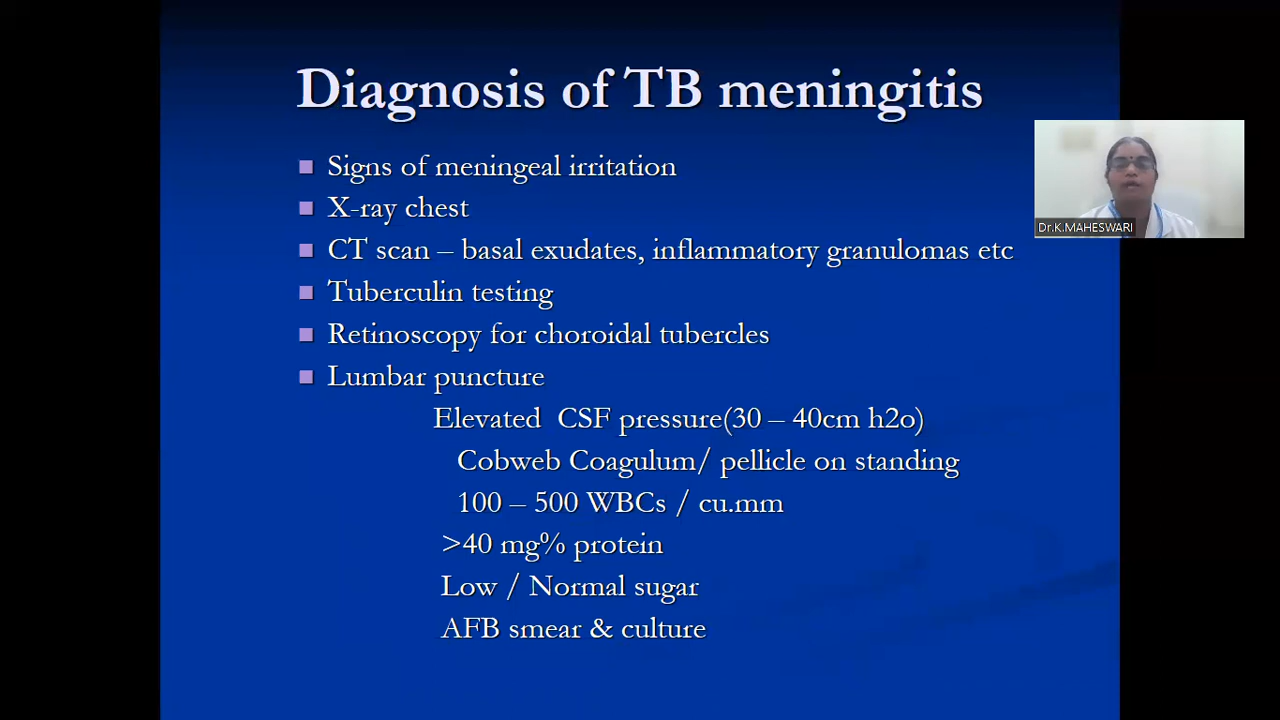 Diagnosis of TB meningitis
Signs of meningeal irritation
X-ray chest
CT scan – basal exudates, inflammatory granulomas etc
Tuberculin testing
Retinoscopy for choroidal tubercles
Lumbar puncture
Elevated CSF pressure(30 – 40cm h2o)
Cobweb Coagulum/ pellicle on standing
100 – 500 WBCs / cu.mm
>40 mg% protein
Low / Normal sugar
AFB smear & culture
Dr.K.MAHESWARI